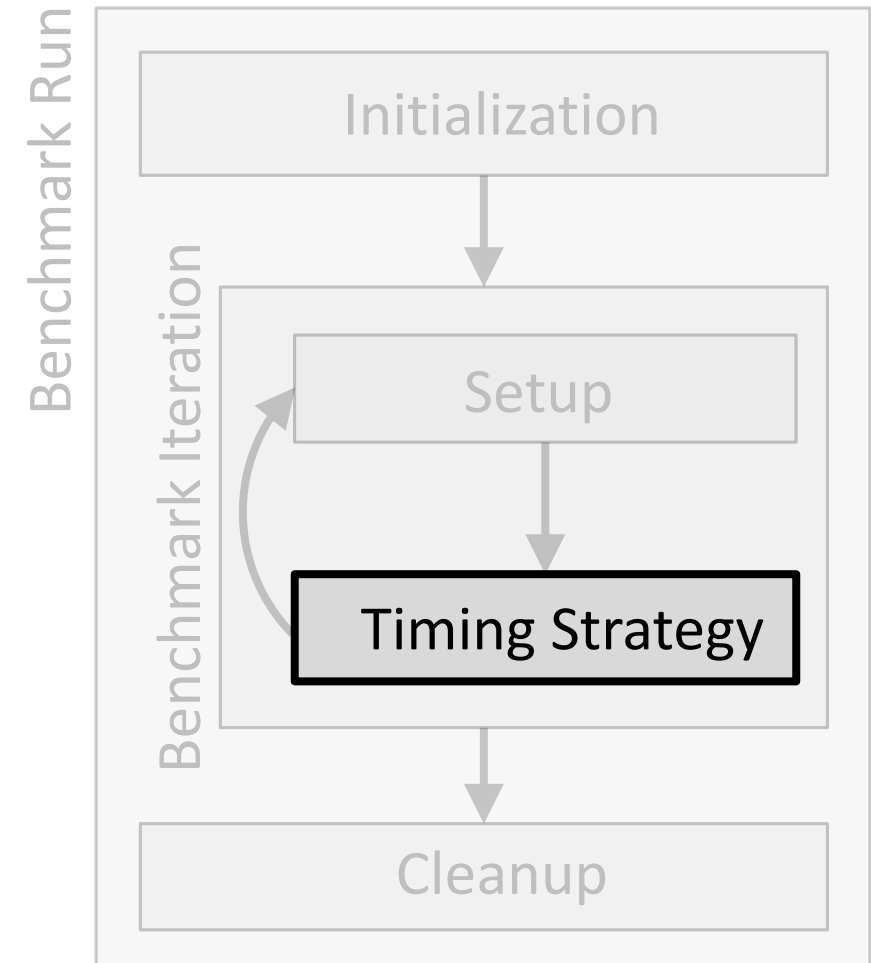 Benchmark Run
Initialization
Benchmark Iteration
Setup
Timing Strategy
Cleanup